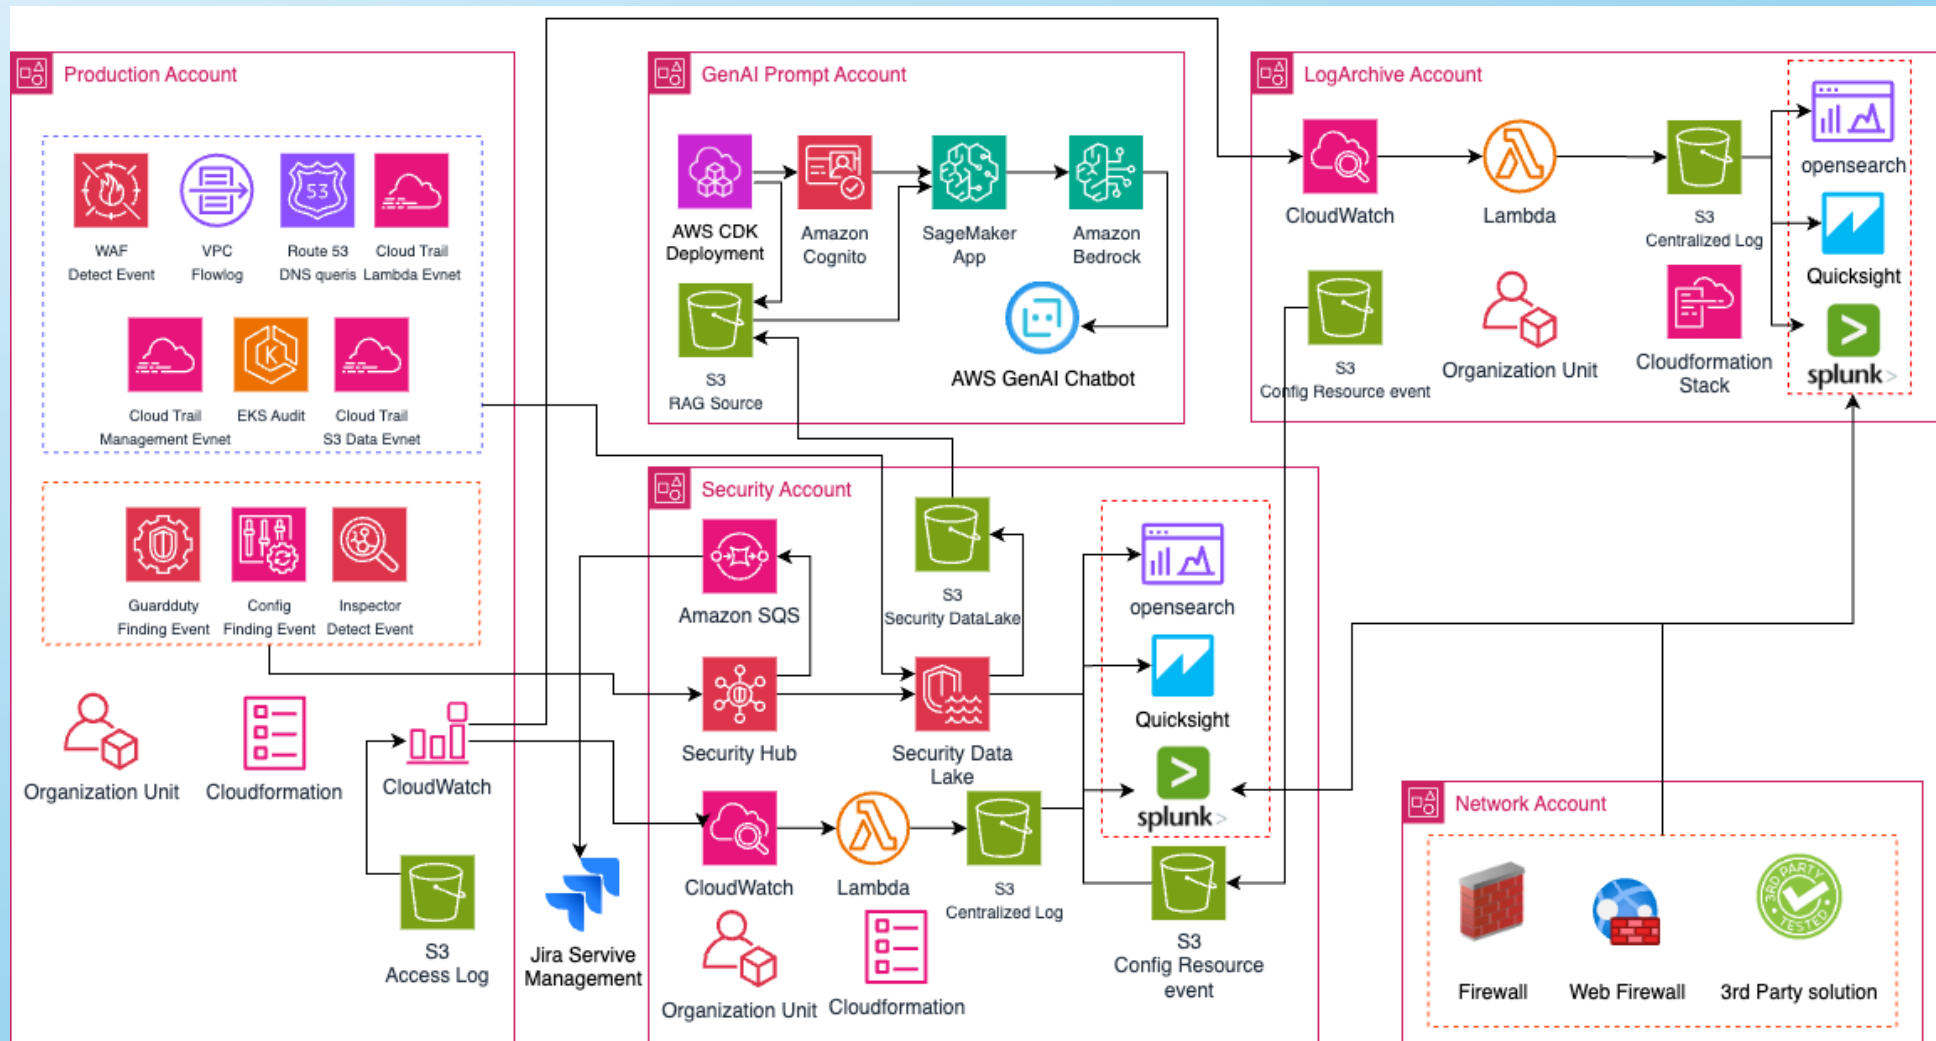 Production Account
WAF
Detect Event
VPC
Flowlog
53
Route 53
DNS queris
Cloud Trail
Lambda Evnet
Cloud Trail
Management Evnet
K
EKS Audit
Cloud Trail
S3 Data Evnet
Guardduty
Finding Event
Config
Finding Event
Inspector
Detect Event
Organization Unit
Cloudformation
CloudWatch
S3
Access Log
GenAI Prompt Account
AWS CDK
Deployment
Amazon
Cognito
SageMaker
App
Amazon
Bedrock
S3
RAG Source
AWS GenAI Chatbot
LogArchive Account
CloudWatch
Lambda
S3
Centralized Log
opensearch
Quicksight
splunk>
S3
Config Resource event
Organization Unit
Cloudformation
Stack
Security Account
Amazon SQS
S3
Security DataLake
opensearch
Security Hub
Security Data
Lake
Quicksight
splunk>
CloudWatch
Lambda
S3
Centralized Log
S3
Config Resource
event
Organization Unit
Cloudformation
Jira Servive
Management
Network Account
Firewall
Web Firewall
3RD PARTY
TESTED
3rd Party solution